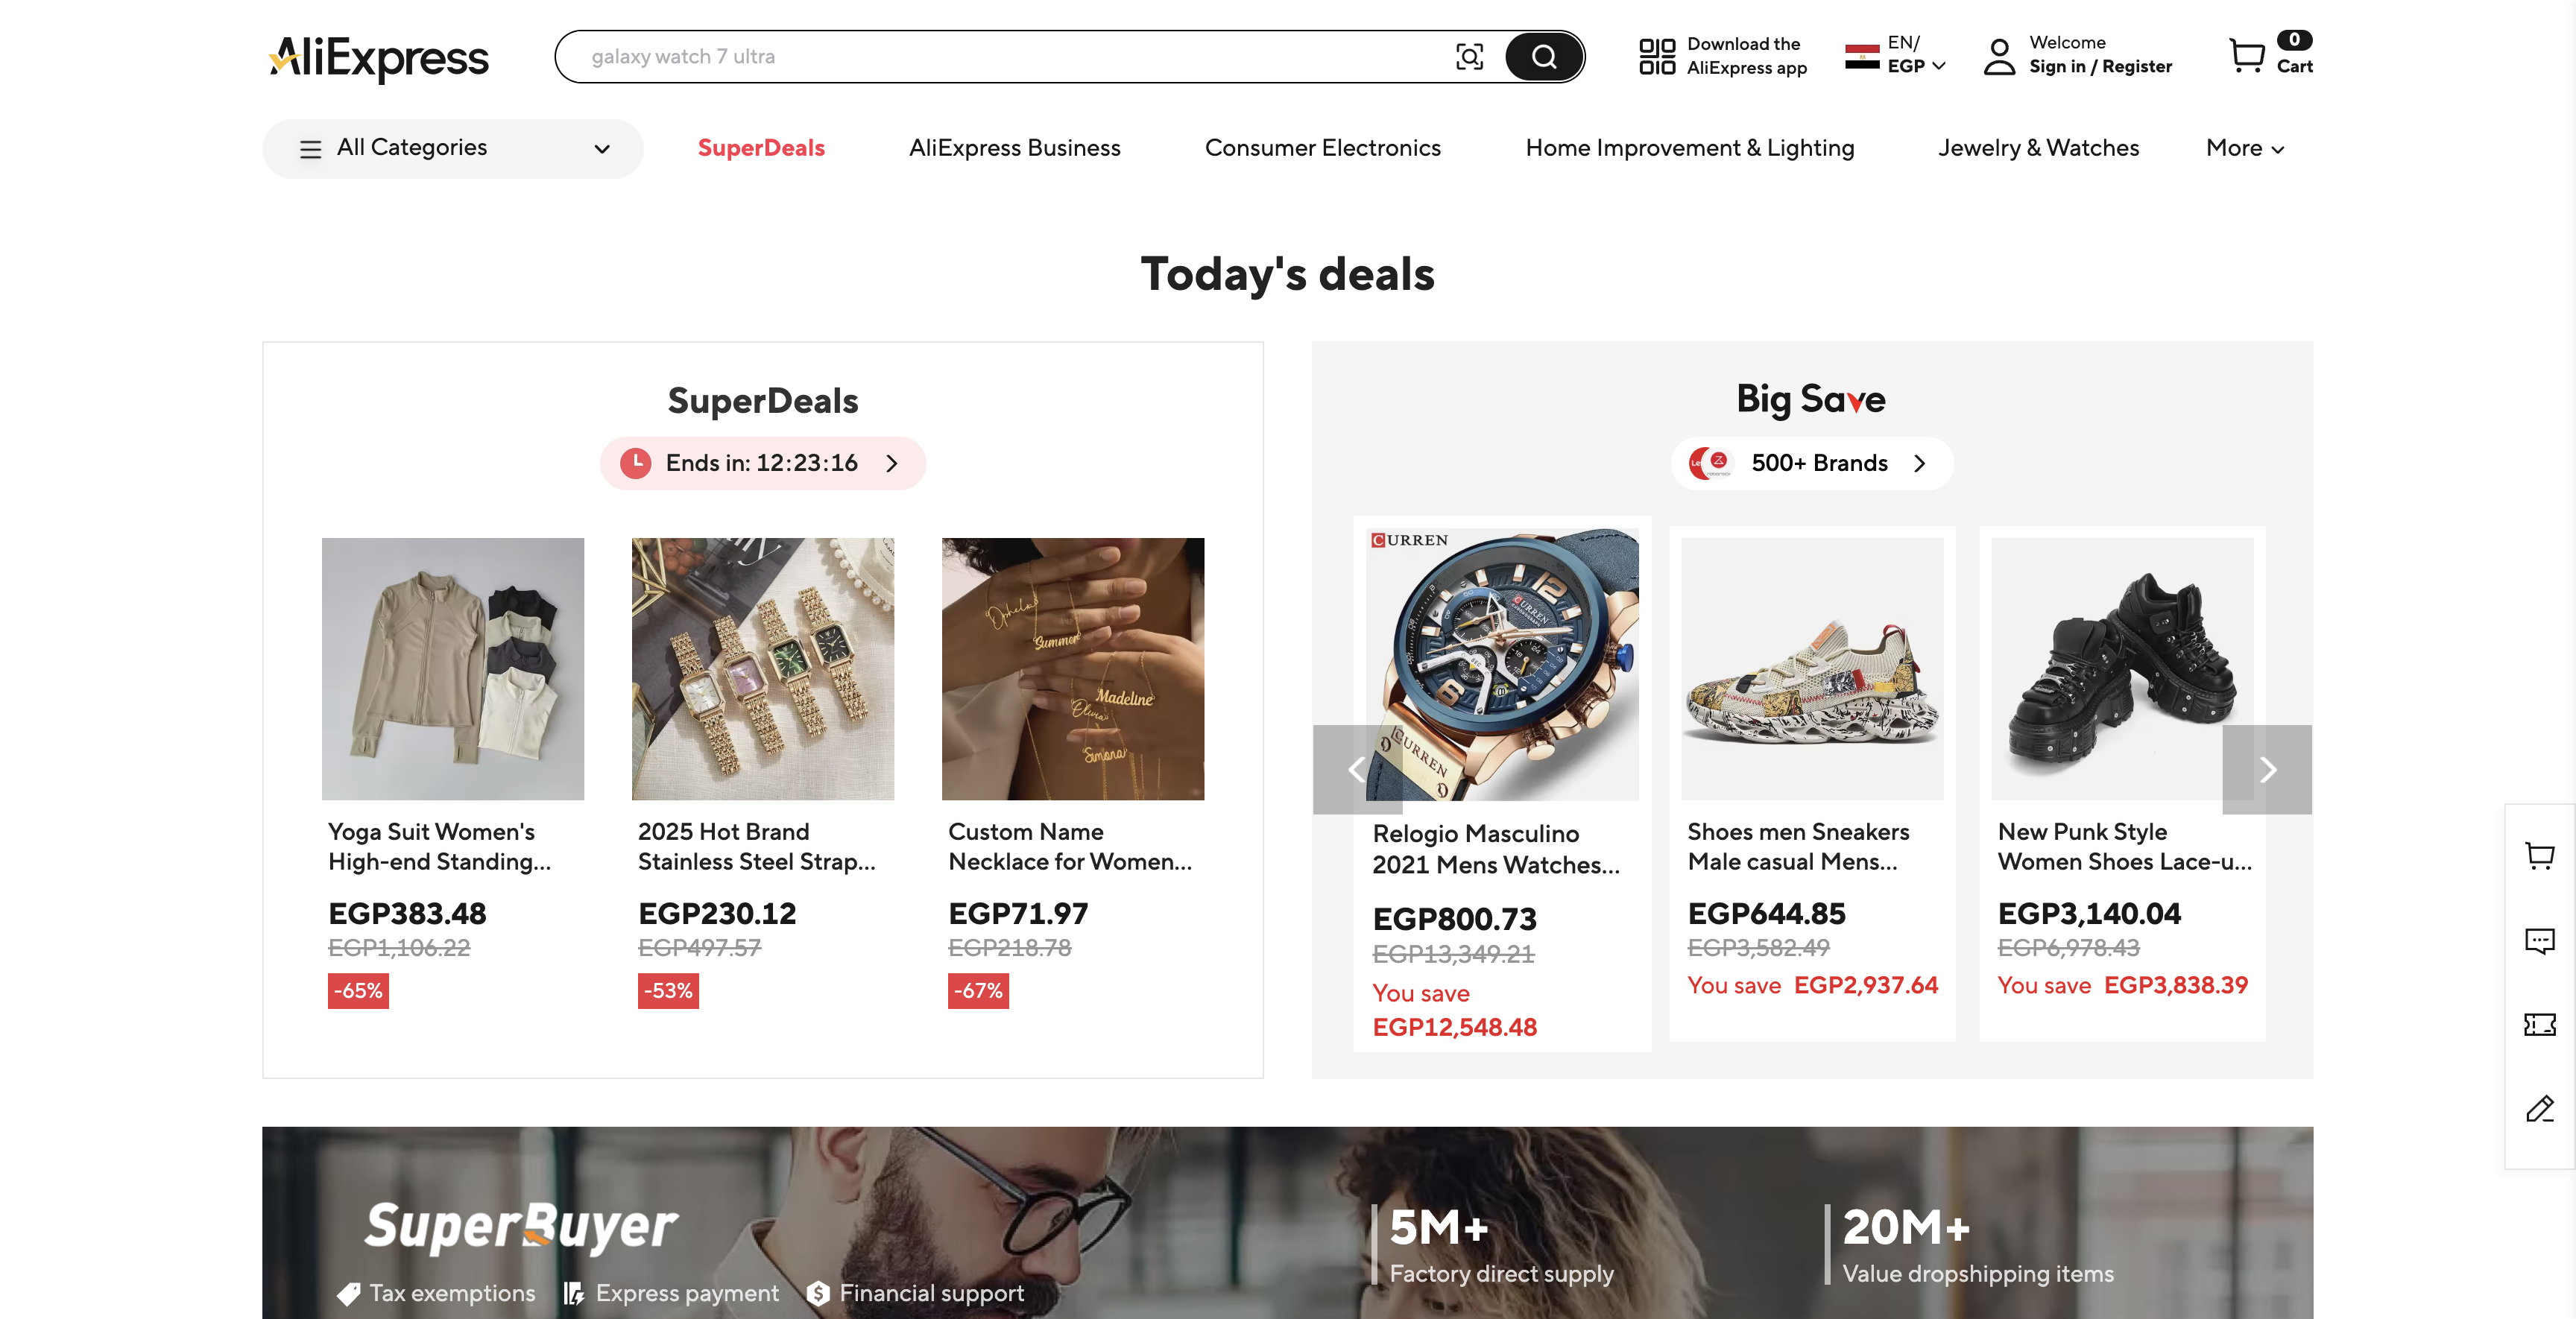 AliExpress
galaxy watch 7 ultra
Download the
AliExpress app
EN/
EGP
Welcome
Sign in / Register
0
Cart
All Categories
SuperDeals
AliExpress Business
Consumer Electronics
Home Improvement & Lighting
Jewelry & Watches
More
Today's deals
SuperDeals
Ends in: 12:23:16
Ophelia
Summer
Madeline
Elivia
Simona
Yoga Suit Women's
High-end Standing...
EGP383.48
EGP1,106.22
-65%
2025 Hot Brand
Stainless Steel Strap...
EGP230.12
EGP497.57
-53%
Custom Name
Necklace for Women...
EGP71.97
EGP218.78
-67%
Big Save
500+ Brands
CURREN
CURREN
CURREN
Relogio Masculino
2021 Mens Watches...
EGP800.73
EGP13,349.21
You save
EGP12,548.48
Shoes men Sneakers
Male casual Mens...
EGP644.85
EGP3,582.49
You save EGP2,937.64
New Punk Style
Women Shoes Lace-u...
EGP3,140.04
EGP6,978.43
You save EGP3,838.39
SuperBuyer
Tax exemptions
Express payment
Financial support
5M+
Factory direct supply
20M+
Value dropshipping items